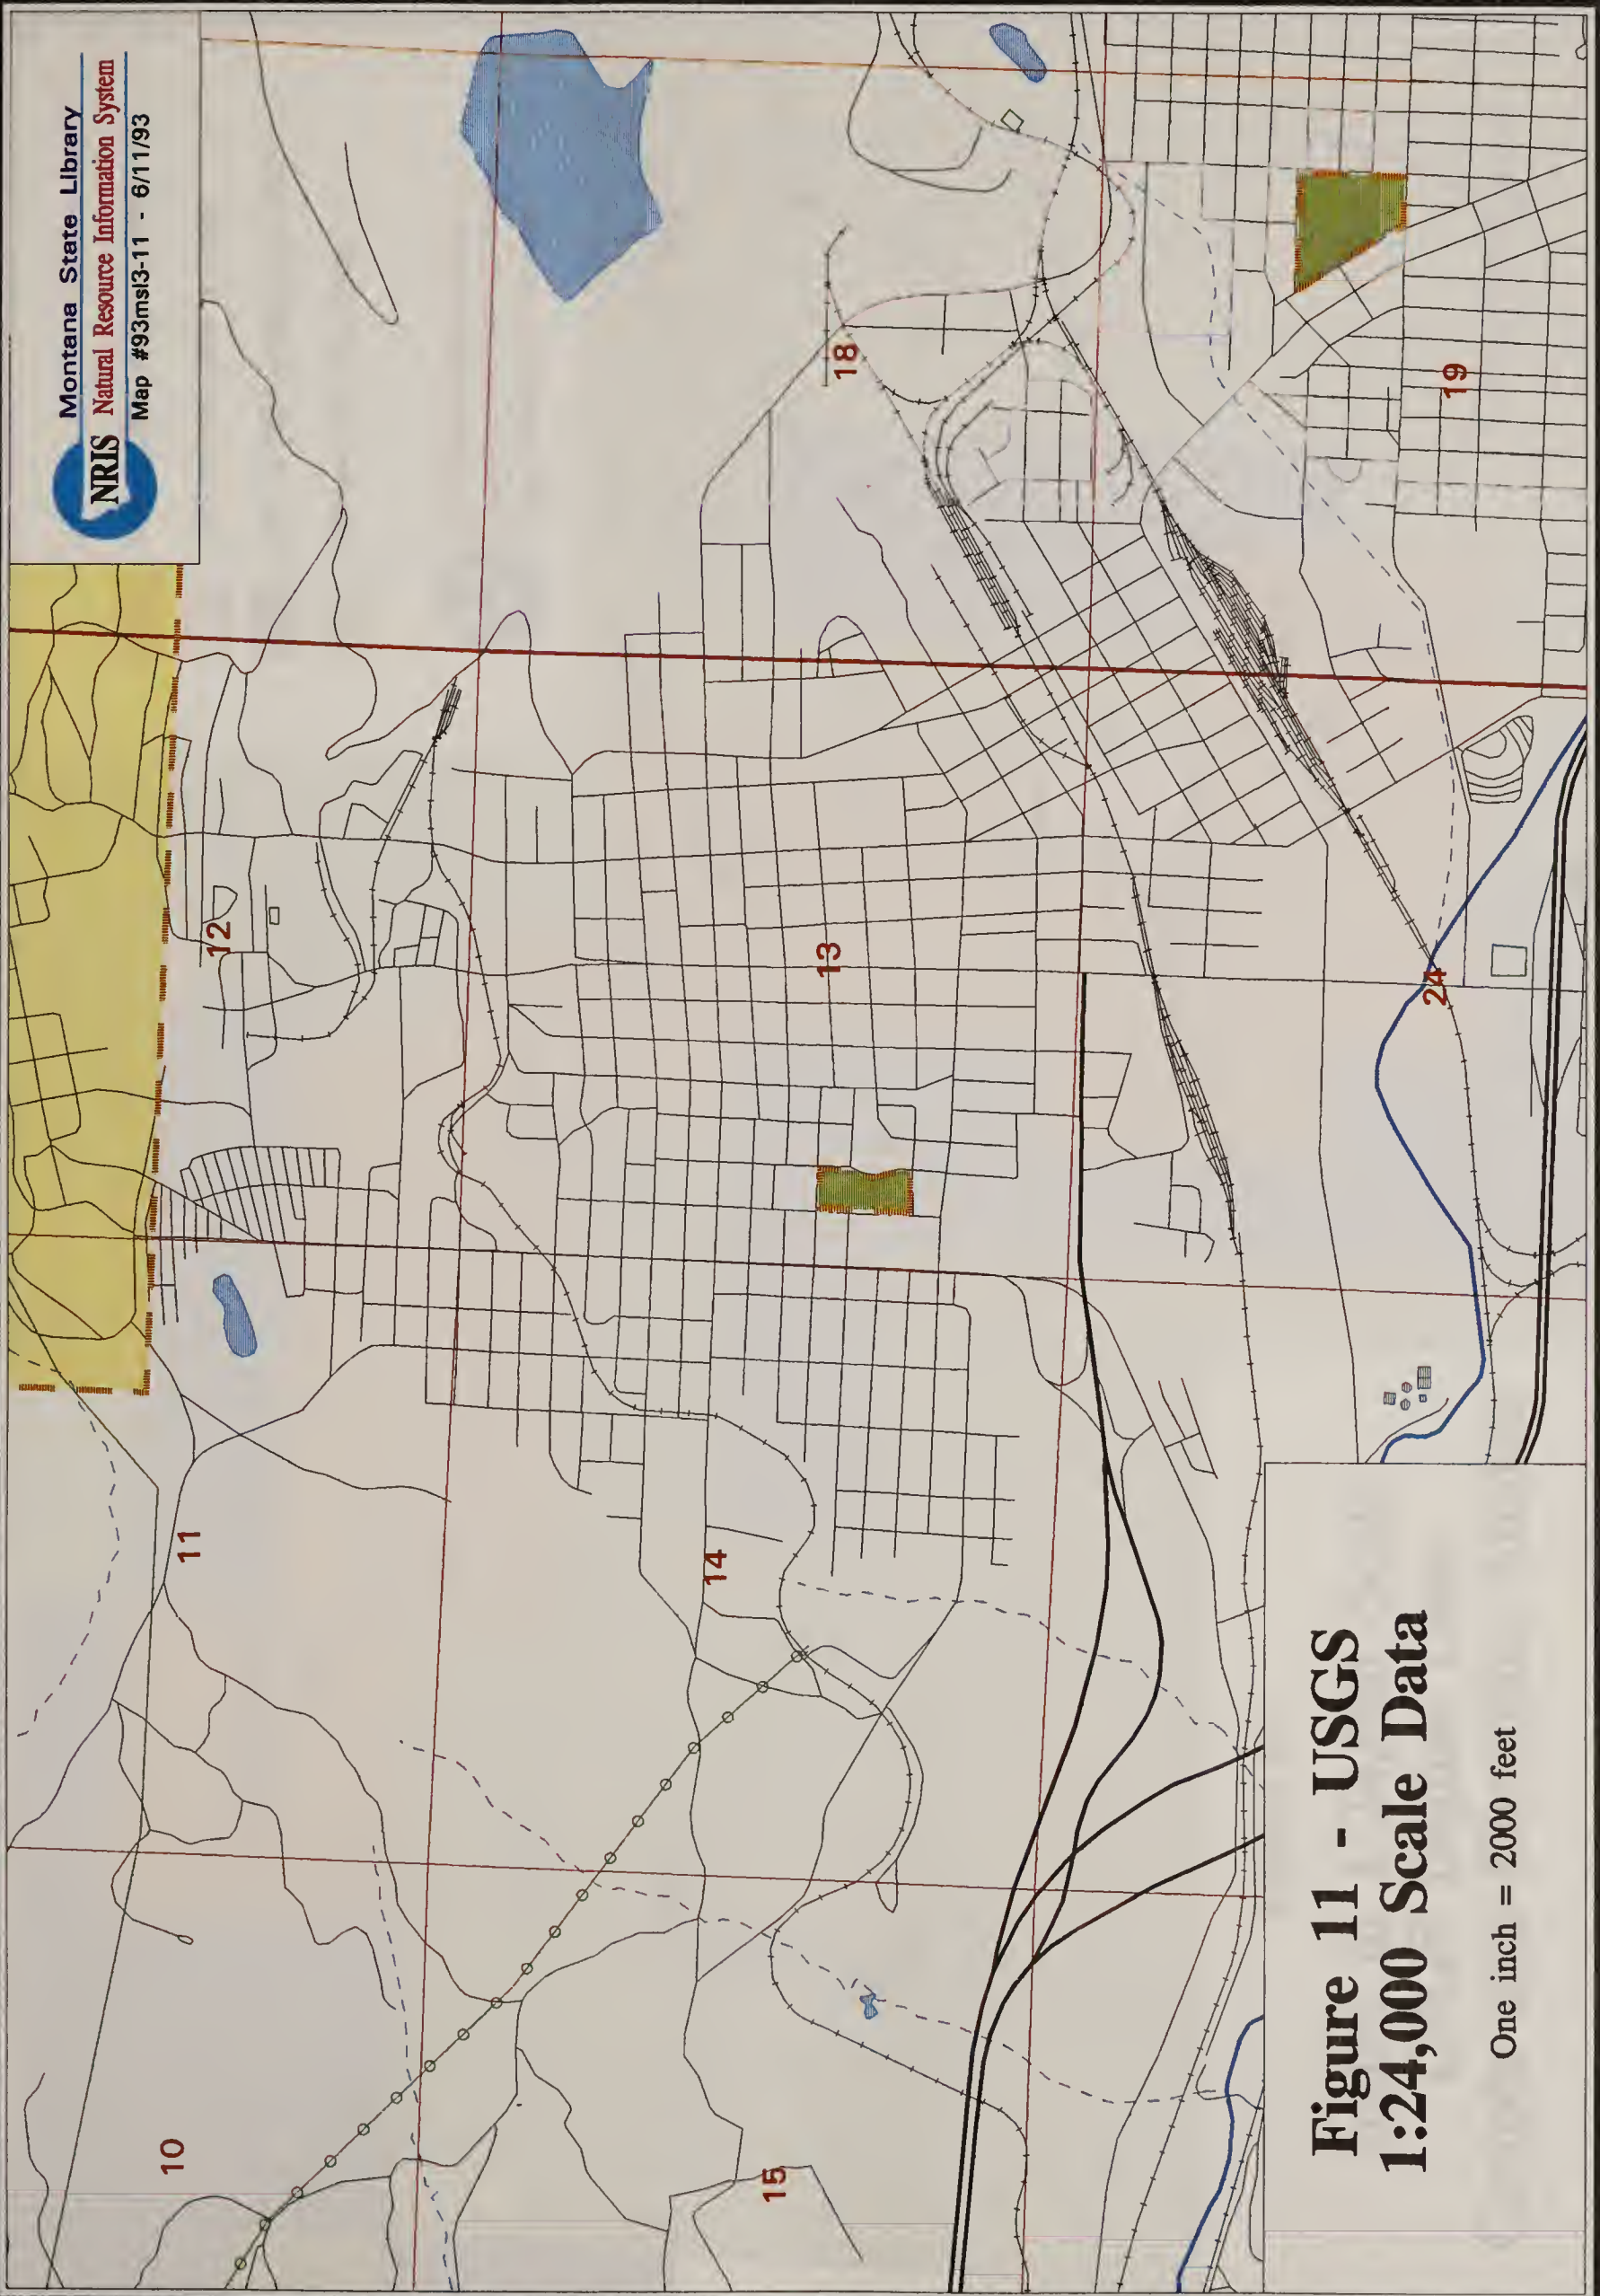 Montana State Library
NRIS Natural Resource Information System
Map #93msl3-11 - 6/11/93
10
11
12
18
13
14
15
19
24
Figure 11 - USGS
1:24,000 Scale Data
One inch = 2000 feet